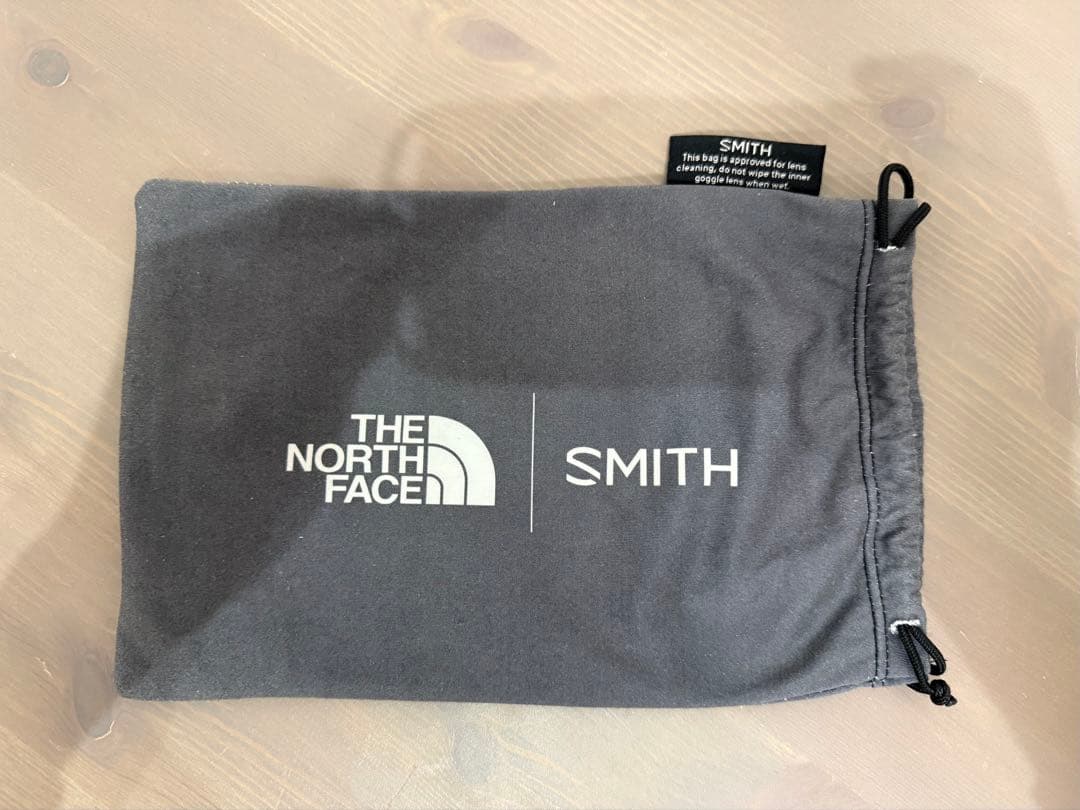 SMITH
This bag is approved for lens
cleaning, do not wipe the inner
goggle lens when wet.
THE
NORTH
FACE
SMITH